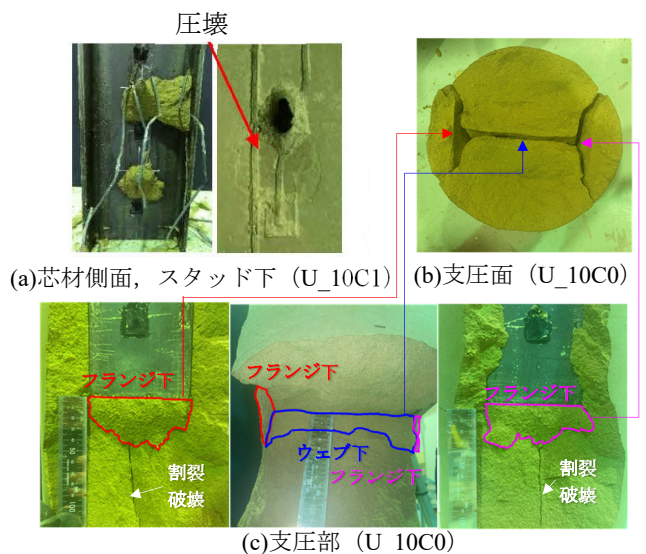 圧壊
(a)芯材側面，スタッド下（U_10C1）
(b)支圧面（U_10C0）
フランジ下
割裂
破壊
フランジ下
ウェブ下
フランジ下
フランジ下
割裂
破壊
(c)支圧部（U_10C0）